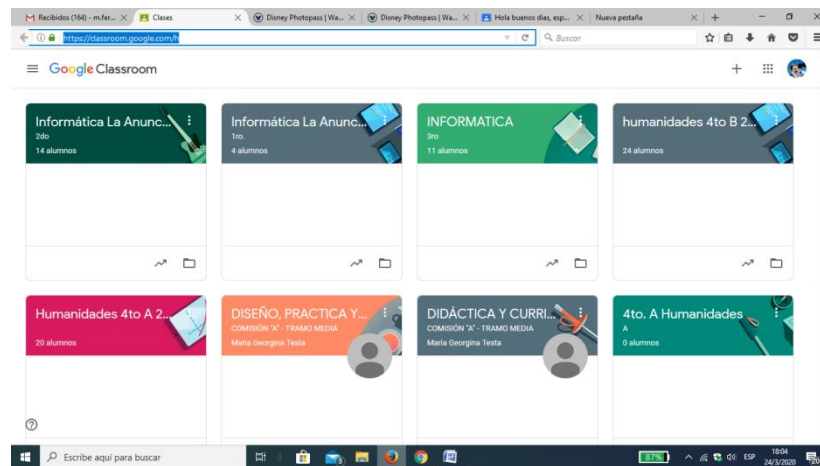 Recibidos (164) - m.fer...
Clases
Disney Photopass | Wa...
Disney Photopass | Wa...
Hola buenos dias, esp...
Nueva pestaña
https://classroom.google.com/h
Buscar
Google Classroom
Informática La Anunc...
2do
14 alumnos
Informática La Anunc...
1ro.
4 alumnos
INFORMATICA
3ro
11 alumnos
humanidades 4to B 2...
24 alumnos
Humanidades 4to A 2...
20 alumnos
DISEÑO, PRACTICA Y...
COMISIÓN "A" - TRAMO MEDIA
Maria Georgina Testa
DIDÁCTICA Y CURRI...
COMISIÓN "A" - TRAMO MEDIA
Maria Georgina Testa
4to. A Humanidades
A
0 alumnos
Escribe aquí para buscar
87%
ESP
18:04
24/3/2020
20